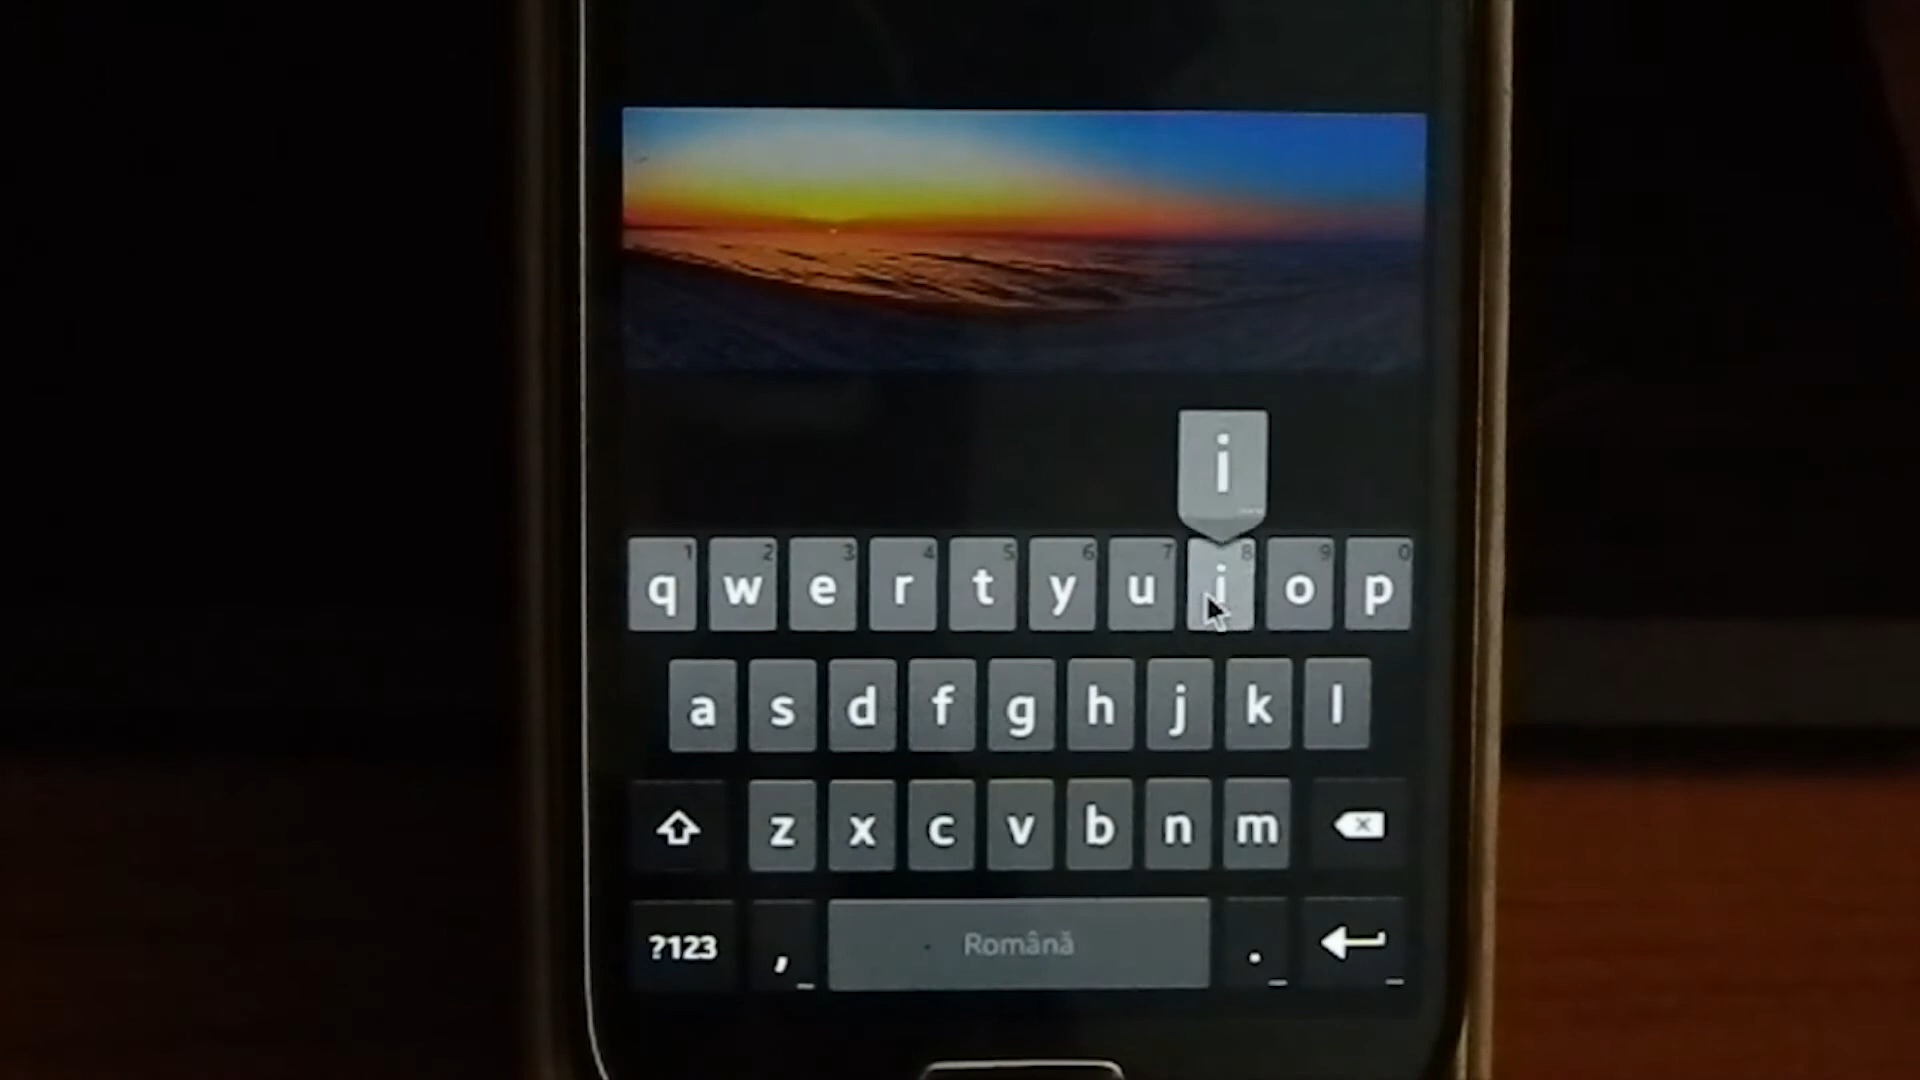 i
1 2 3 4 5 6 7 8 9 0
q w e r t y u i o p
a s d f g h j k l
z x c v b n m
?123 , Română .